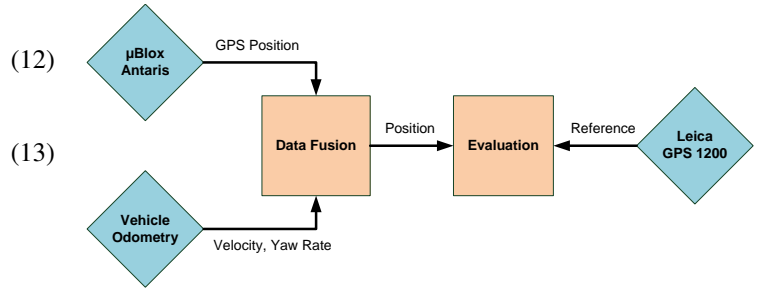 (12)
µBlox
Antaris
GPS Position
(13)
Data Fusion
Position
Evaluation
Reference
Leica
GPS 1200
Vehicle
Odometry
Velocity, Yaw Rate